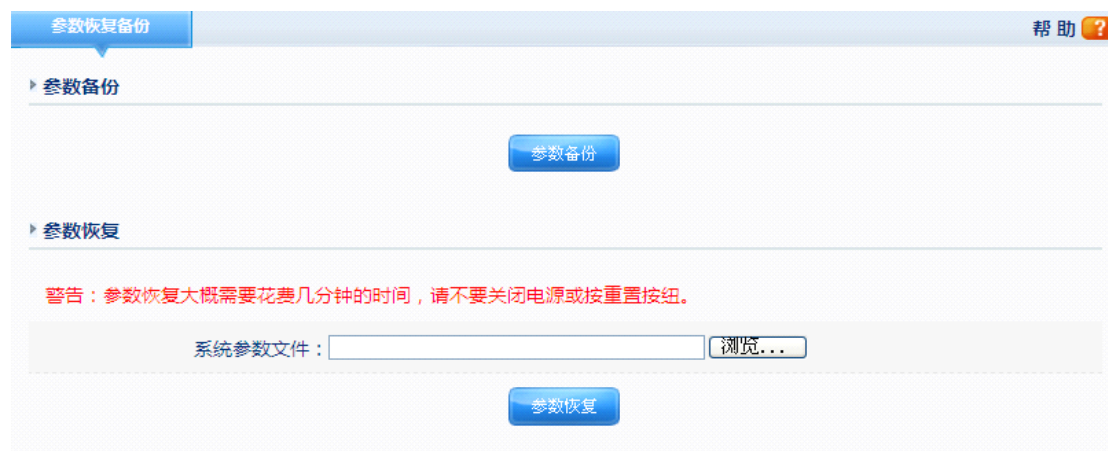 参数恢复备份
帮 助 ?
参数备份
参数备份
参数恢复
警告：参数恢复大概需要花费几分钟的时间，请不要关闭电源或按重置按纽。
系统参数文件： 浏览...
参数恢复